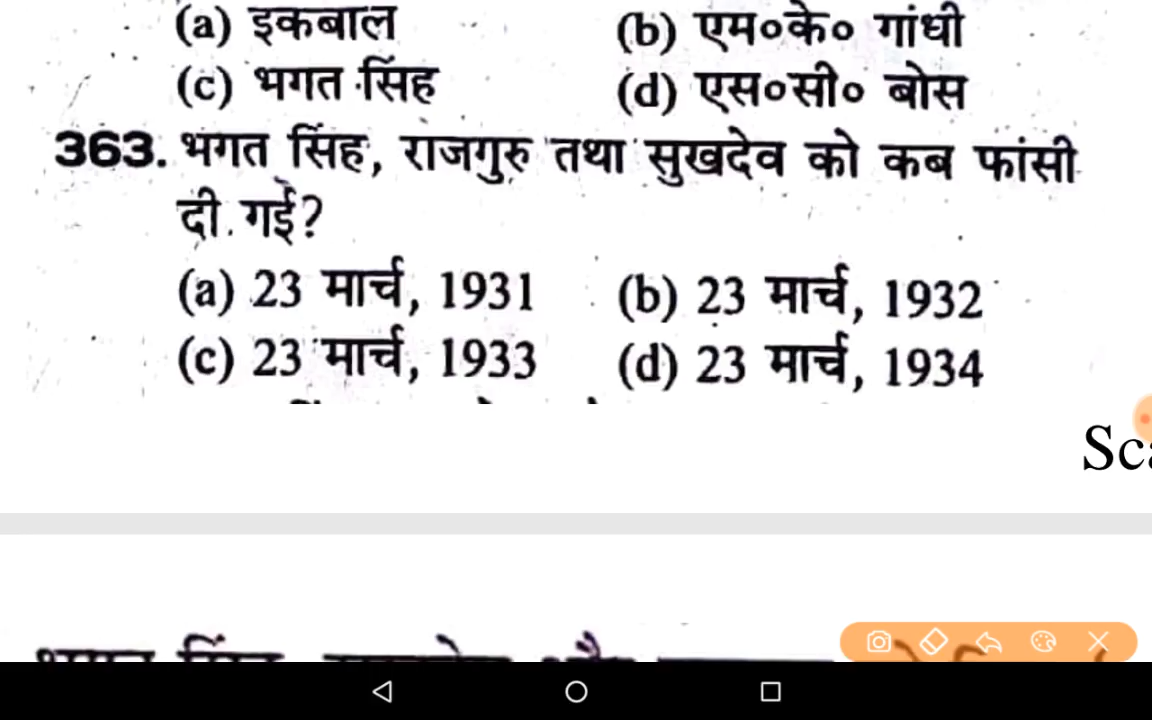 (a) इकबाल (b) एम०के० गांधी
(c) भगत सिंह (d) एस०सी० बोस
363. भगत सिंह, राजगुरु तथा सुखदेव को कब फांसी
दी गई?
(a) 23 मार्च, 1931 (b) 23 मार्च, 1932
(c) 23 मार्च, 1933 (d) 23 मार्च, 1934